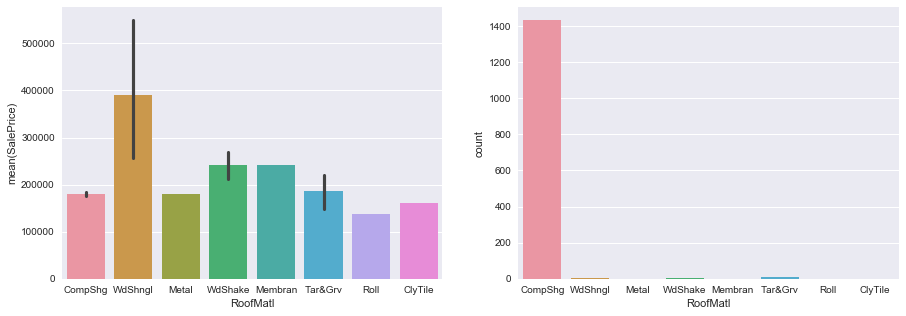 mean(SalePrice)
500000
400000
300000
200000
100000
0
CompShg WdShngl Metal WdShake Membran Tar&Grv Roll ClyTile
RoofMatl
count
1400
1200
1000
800
600
400
200
0
CompShg WdShngl Metal WdShake Membran Tar&Grv Roll ClyTile
RoofMatl